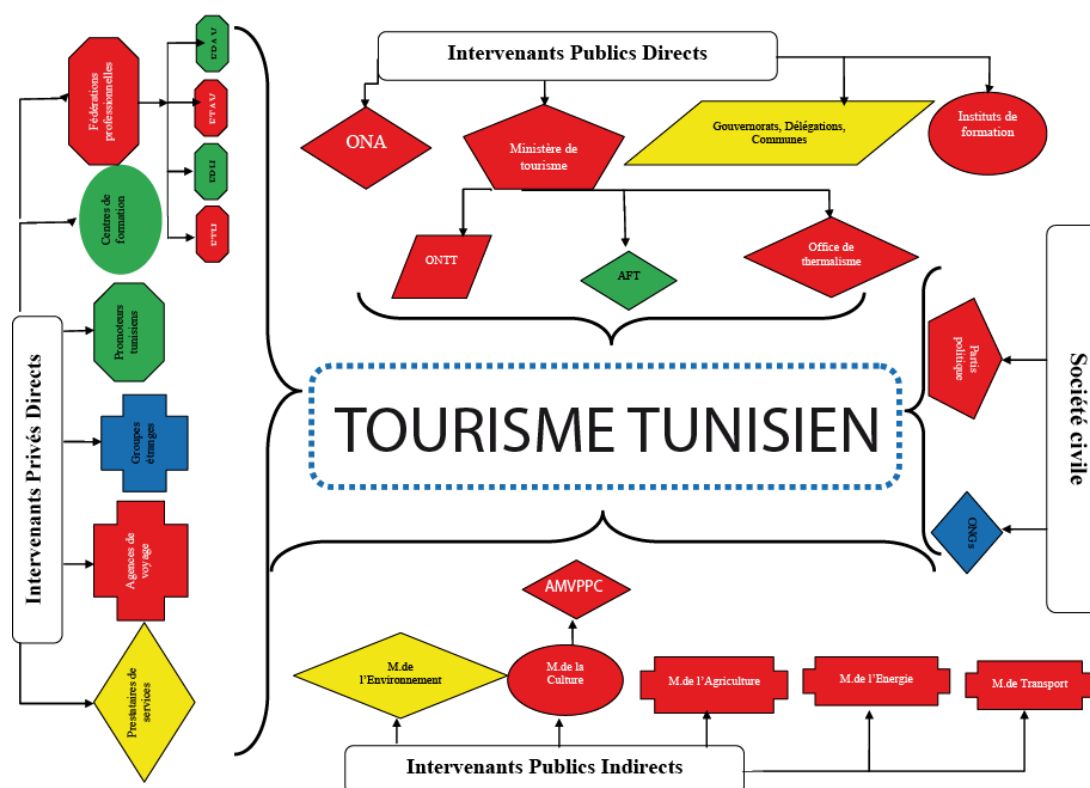 Intervenants Publics Directs
ONA
Ministère de
tourisme
Gouvernorats, Délégations,
Communes
Instituts de
formation
ONTT
AFT
Office de
thermalisme
Fédérations
professionnelles
Centres de
formation
Promoteurs
tunisiens
Groupes
étranges
Agences de
voyage
Prestataires de
services
Intervenants Privés Directs
TOURISME TUNISIEN
Partis
politique
ONGs
Société civile
AMVPPC
M.de
l'Environnement
M.de la
Culture
M.de l'Agriculture
M.de l'Energie
M.de Transport
Intervenants Publics Indirects